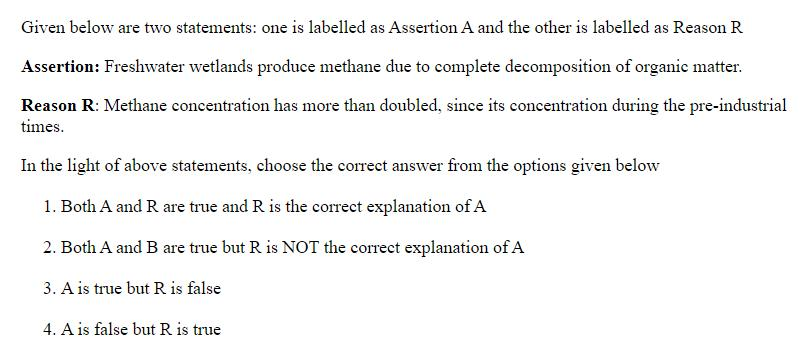 Given below are two statements: one is labelled as Assertion A and the other is labelled as Reason R
Assertion: Freshwater wetlands produce methane due to complete decomposition of organic matter.
Reason R: Methane concentration has more than doubled, since its concentration during the pre-industrial
times.
In the light of above statements, choose the correct answer from the options given below
1. Both A and R are true and R is the correct explanation of A
2. Both A and B are true but R is NOT the correct explanation of A
3. A is true but R is false
4. A is false but R is true